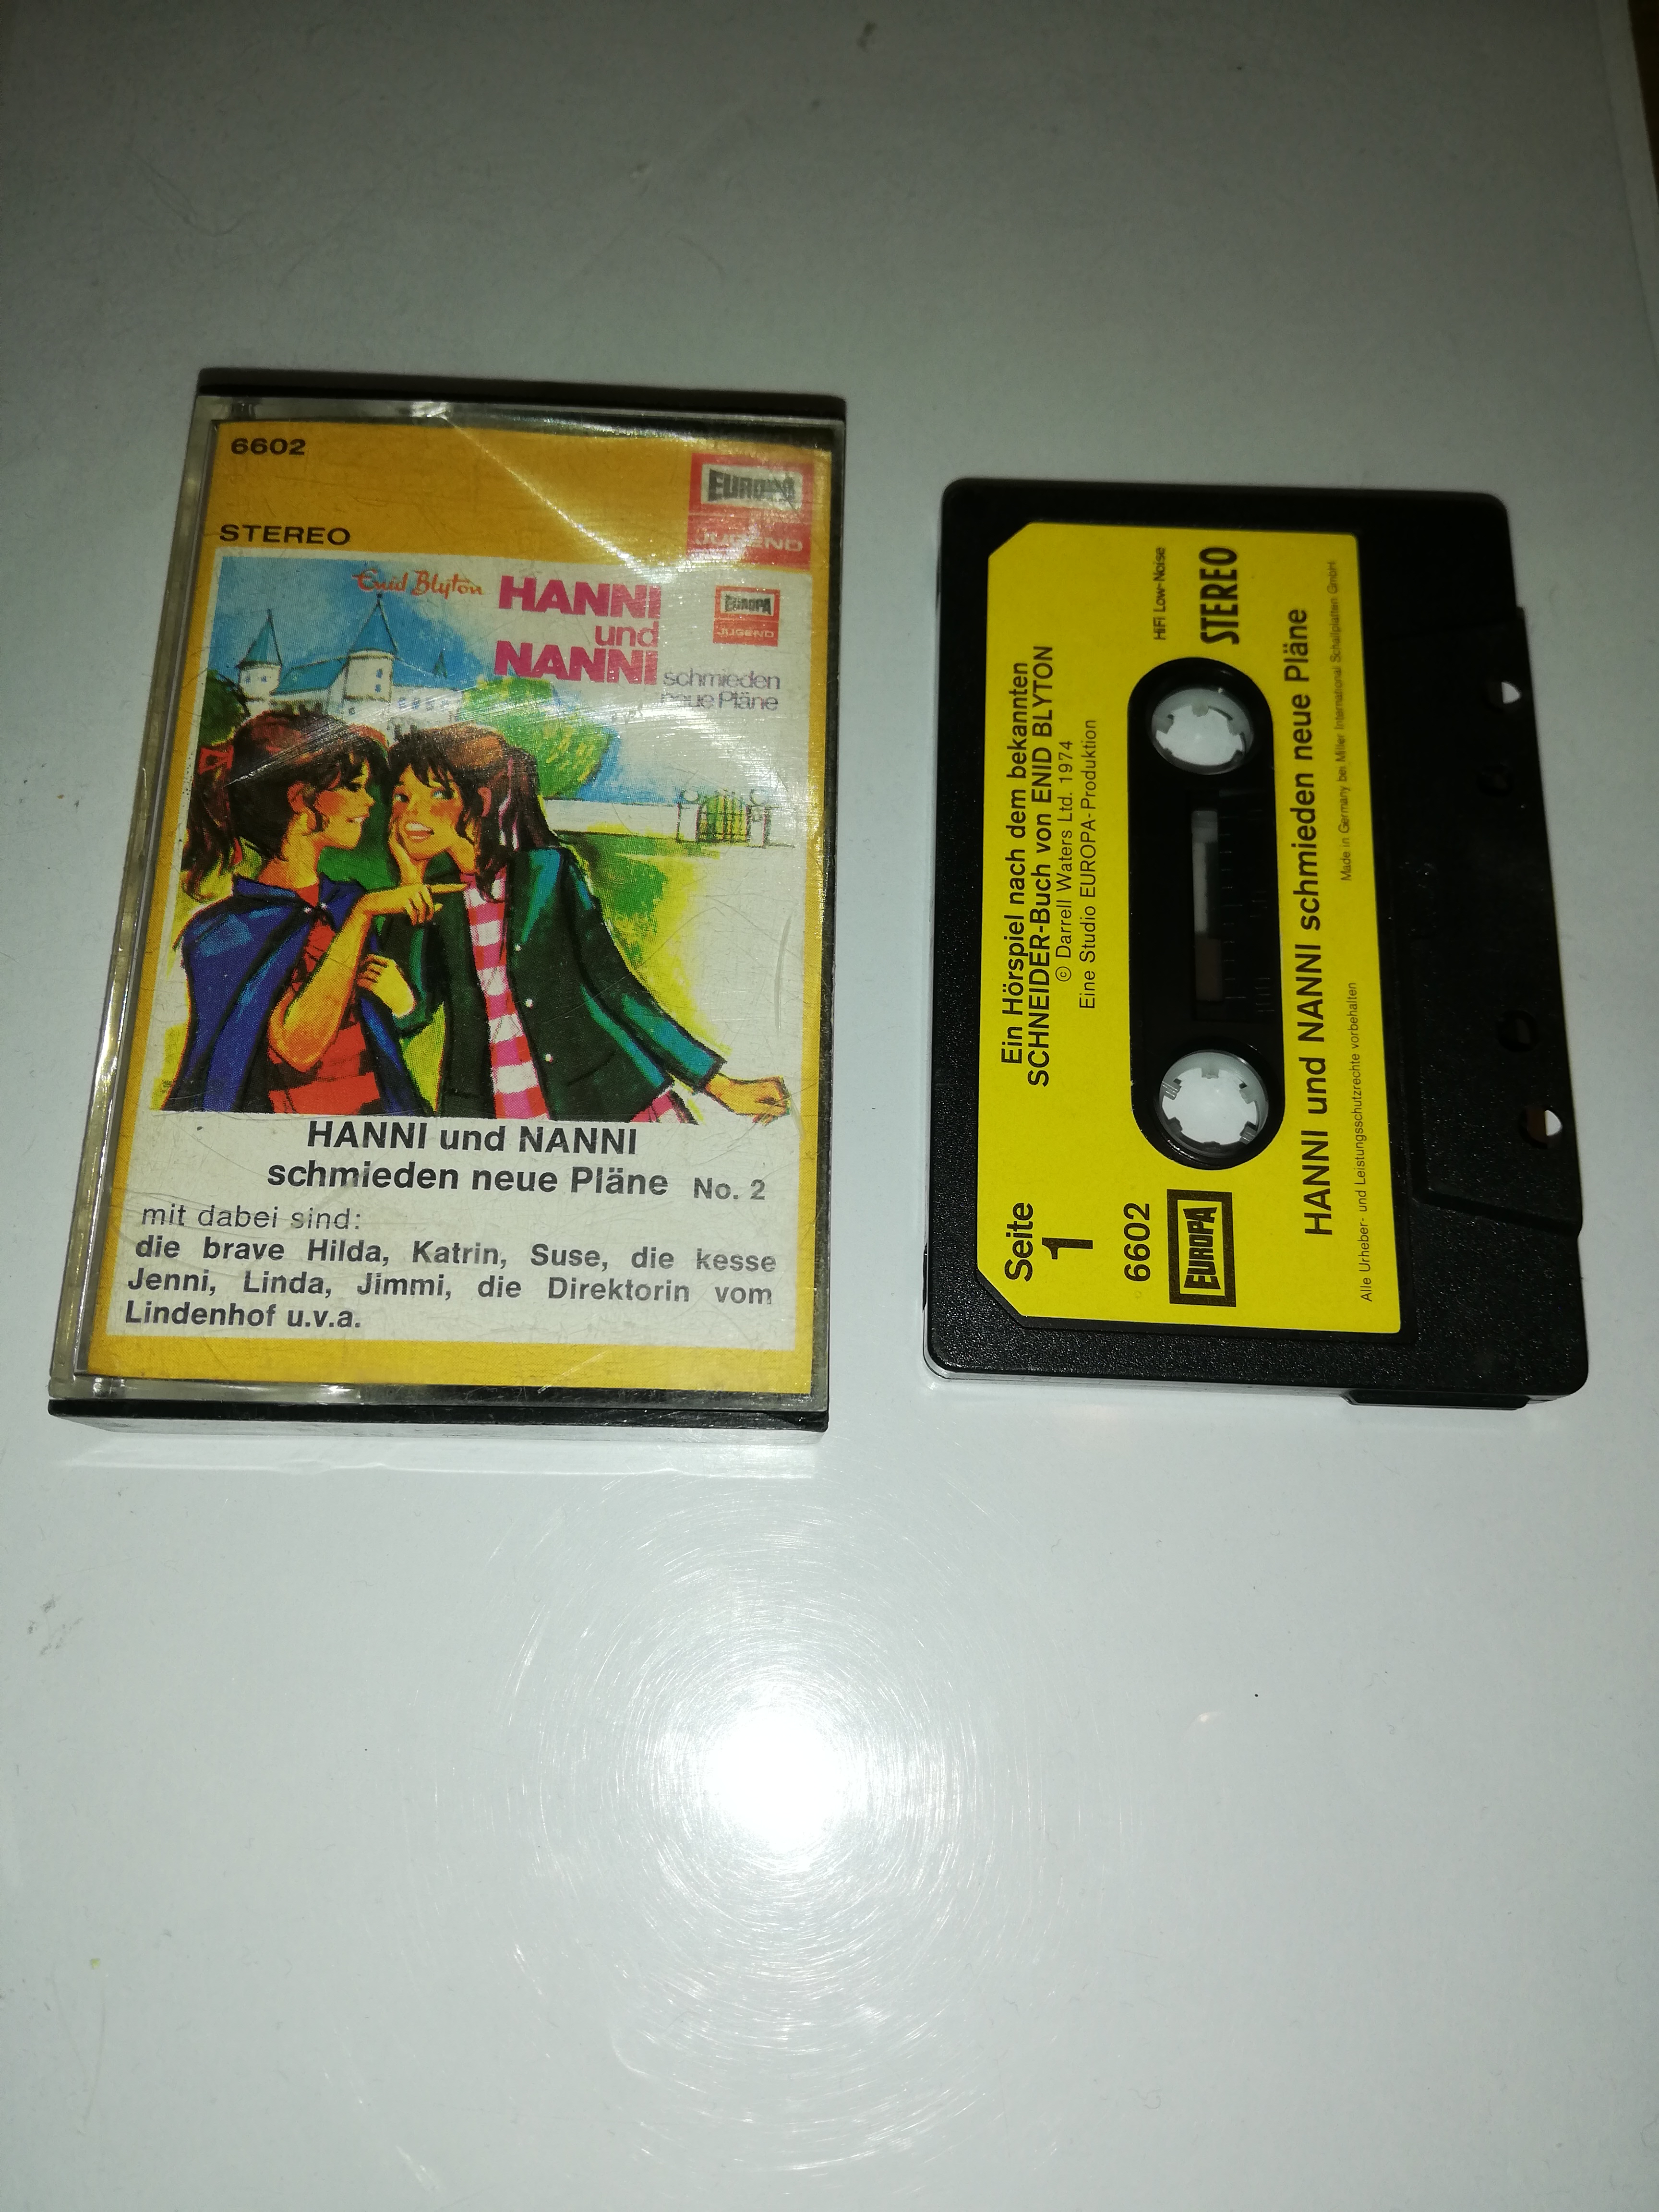 6602
EUROPA
JUGEND
STEREO
Enid Blyton
HANNI
und
NANNI
schmieden
neue Pläne
EUROPA
JUGEND
HANNI und NANNI
schmieden neue Pläne No. 2
mit dabei sind:
die brave Hilda, Katrin, Suse, die kesse
Jenni, Linda, Jimmi, die Direktorin vom
Lindenhof u.v.a.
Ein Hörspiel nach dem bekannten
SCHNEIDER-Buch von ENID BLYTON
© Darrell Waters Ltd. 1974
Eine Studio EUROPA-Produktion
Seite
1
6602
EUROPA
HiFi Low-Noise
STEREO
HANNI und NANNI schmieden neue Pläne
Made in Germany bei Miller International Schallplatten GmbH
Alle Urheber- und Leistungsschutzrechte vorbehalten